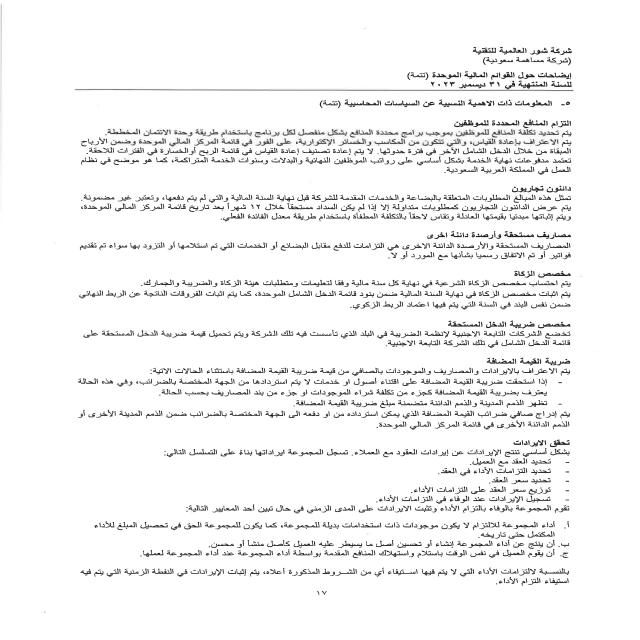 شركة شور العالمية للتقنية
(شركة مساهمة سعودية)
إيضاحات حول القوائم المالية الموحدة (تتمة)
للسنة المنتهية في ٣١ ديسمبر ٢٠٢٣
٥- المعلومات ذات الاهمية النسبية عن السياسات المحاسبية (تتمة)
التزام المنافع المحددة للموظفين
يتم تحديد تكلفة المنافع للموظفين بموجب برامج محددة المنافع بشكل منفصل لكل برنامج باستخدام طريقة وحدة الائتمان المخططة.
يتم الاعتراف بإعادة القياس، والتي تتكون من المكاسب والخسائر الإكتوارية، على الفور في قائمة المركز المالي الموحدة وضمن الأرباح
المبقاة من خلال الدخل الشامل الآخر في فترة حدوثها. لا يتم إعادة تصنيف إعادة القياس في قائمة الربح أو الخسارة في الفترات اللاحقة.
تعتمد مدفوعات نهاية الخدمة بشكل أساسي على رواتب الموظفين النهائية والبدلات وسنوات الخدمة المتراكمة، كما هو موضح في نظام
العمل في المملكة العربية السعودية.
دائنون تجاريون
تمثل هذه المبالغ المطلوبات المتعلقة بالبضاعة والخدمات المقدمة للشركة قبل نهاية السنة المالية والتي لم يتم دفعها، وتعتبر غير مضمونة.
يتم عرض الدائنون التجاريون كمطلوبات متداولة إلا إذا لم يكن السداد مستحقاً خلال ١٢ شهراً بعد تاريخ قائمة المركز المالي الموحدة،
ويتم إثباتها مبدئيا بقيمتها العادلة وتقاس لاحقاً بالتكلفة المطفأة باستخدام طريقة معدل الفائدة الفعلي.
مصاريف مستحقة وأرصدة دائنة اخرى
المصاريف المستحقة والأرصدة الدائنة الاخرى هي التزامات للدفع مقابل البضائع أو الخدمات التي تم استلامها أو التزود بها سواء تم تقديم
فواتير أو تم الاتفاق رسميا بشأنها مع المورد أو لا.
مخصص الزكاة
يتم احتساب مخصص الزكاة الشرعية في نهاية كل سنة مالية وفقا لتعليمات ومتطلبات هيئة الزكاة والضريبة والجمارك.
يتم اثبات مخصص الزكاة في نهاية السنة المالية ضمن بنود قائمة الدخل الشامل الموحدة، كما يتم اثبات الفروقات الناتجة عن الربط النهائي
ضمن نفس البند في السنة التي يتم فيها اعتماد الربط الزكوي.
مخصص ضريبة الدخل المستحقة
تخضع الشركات التابعة الاجنبية لانظمة الضريبة في البلد الذي تأسست فيه تلك الشركة ويتم تحميل قيمة ضريبة الدخل المستحقة على
قائمة الدخل الشامل في تلك الشركة التابعة الاجنبية.
ضريبة القيمة المضافة
يتم الاعتراف بالايرادات والمصاريف والموجودات بالصافي من قيمة ضريبة القيمة المضافة باستثناء الحالات الاتية:
- إذا استحقت ضريبة القيمة المضافة على اقتناء أصول او خدمات لا يتم استردادها من الجهة المختصة بالضرائب، وفي هذه الحالة
يعترف بضريبة القيمة المضافة كجزء من تكلفة شراء الموجودات او جزء من بند المصاريف بحسب الحالة.
- تظهر الذمم المدينة والذمم الدائنة متضمنة مبلغ ضريبة القيمة المضافة.
يتم إدراج صافي ضرائب القيمة المضافة الذي يمكن استرداده من او دفعه الى الجهة المختصة بالضرائب ضمن الذمم المدينة الأخرى أو
الذمم الدائنة الأخرى في قائمة المركز المالي الموحدة.
تحقق الايرادات
بشكل أساسي تنتج الإيرادات عن إيرادات العقود مع العملاء. تسجل المجموعة ايراداتها بناة على التسلسل التالي:
- تحديد العقد مع العميل.
- تحديد التزامات الأداء في العقد.
- تحديد سعر العقد.
- توزيع سعر العقد على التزامات الأداء.
- تسجيل الإيرادات عند الوفاء في التزامات الأداء.
تقوم المجموعة بالوفاء بالتزام الأداء وتثبت الايرادات على المدى الزمني في حال تبين أحد المعايير التالية:
أ. أداء المجموعة للالتزام لا يكون موجودات ذات استخدامات بديلة للمجموعة، كما يكون للمجموعة الحق في تحصيل المبلغ للأداء
المكتمل حتى تاريخه.
ب. أن ينتج عن أداء المجموعة إنشاء أو تحسين أصل ما يسيطر عليه العميل كأصل منشأ أو محسن.
ج. أن يقوم العميل في نفس الوقت باستلام واستهلاك المنافع المقدمة بواسطة أداء المجموعة عند أداء المجموعة لعملها.
بالنسبة لالتزامات الأداء التي لا يتم فيها استيفاء أي من الشروط المذكورة أعلاه، يتم إثبات الإيرادات في النقطة الزمنية التي يتم فيه
استيفاء التزام الأداء.
١٧